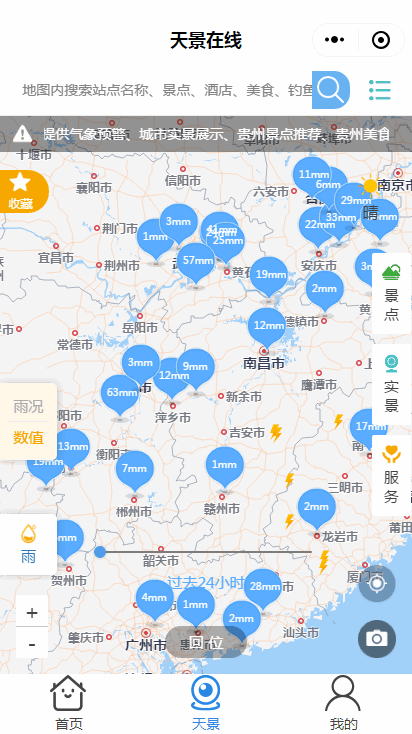 天景在线
地图内搜索站点名称、景点、酒店、美食、钓鱼
提供气象预警、城市实景展示、贵州景点推荐、贵州美食
十堰市
收藏
襄阳市
信阳市
六安市
11mm
6mm
29mm
南京市
晴
荆门市
1mm
3mm
25mm
22mm
33mm
宜昌市
荆州市
57mm
安庆市
19mm
2mm
景点
岳阳市
12mm
德镇市
常德市
南昌市
3mm
12mm
9mm
63mm
鹰潭市
实景
雨况
数值
萍乡市
新余市
吉安市
17mm
13mm
衡阳市
7mm
1mm
服务
三明市
郴州市
赣州市
2mm
莆田
雨
龙岩市
贺州市
韶关市
过去24小时
厦门
4mm
1mm
28mm
2mm
+
-
肇庆市
广州市
回位
汕头市
首页
天景
我的